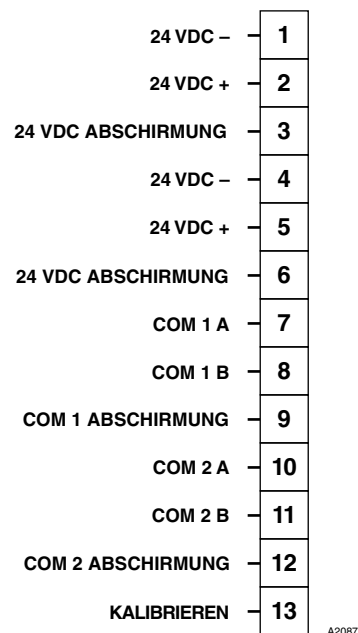 24 VDC – 1
24 VDC + 2
24 VDC ABSCHIRMUNG 3
24 VDC – 4
24 VDC + 5
24 VDC ABSCHIRMUNG 6
COM 1 A 7
COM 1 B 8
COM 1 ABSCHIRMUNG 9
COM 2 A 10
COM 2 B 11
COM 2 ABSCHIRMUNG 12
KALIBRIEREN 13
A2087